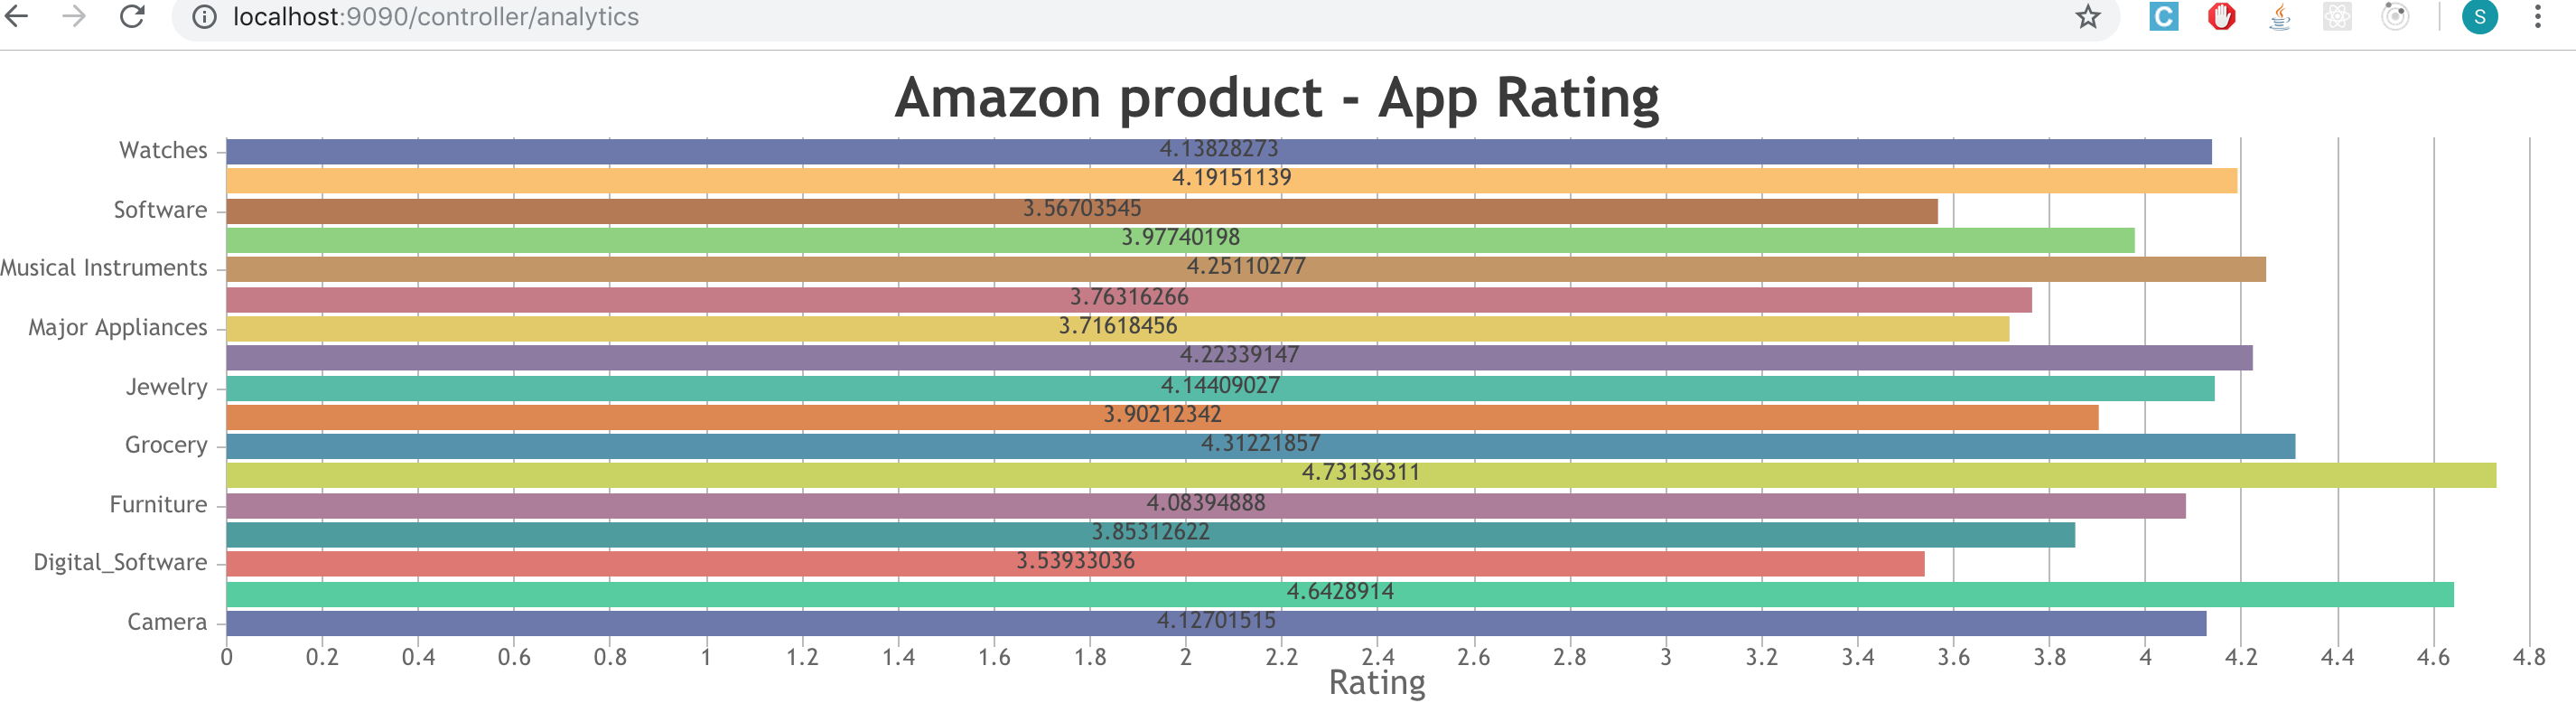 localhost:9090/controller/analytics
C
S
Amazon product - App Rating
Watches 4.13828273
4.19151139
Software 3.56703545
3.97740198
Musical Instruments 4.25110277
3.76316266
Major Appliances 3.71618456
4.22339147
Jewelry 4.14409027
3.90212342
Grocery 4.31221857
4.73136311
Furniture 4.08394888
3.85312622
Digital_Software 3.53933036
4.6428914
Camera 4.12701515
0 0.2 0.4 0.6 0.8 1 1.2 1.4 1.6 1.8 2 2.2 2.4 2.6 2.8 3 3.2 3.4 3.6 3.8 4 4.2 4.4 4.6 4.8
Rating